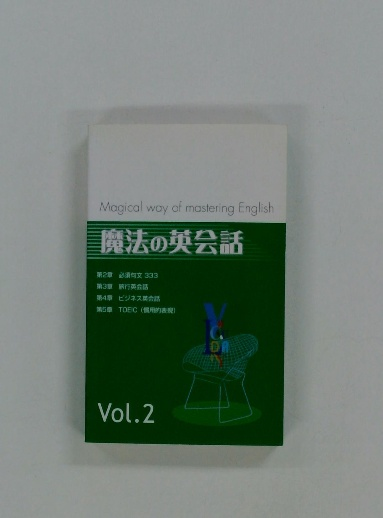 Magical way of mastering English
魔法の英会話
第2章 必須句文 333
第3章 旅行英会話
第4章 ビジネス英会話
第5章 TOEIC (慣用的表現)
Vol.2